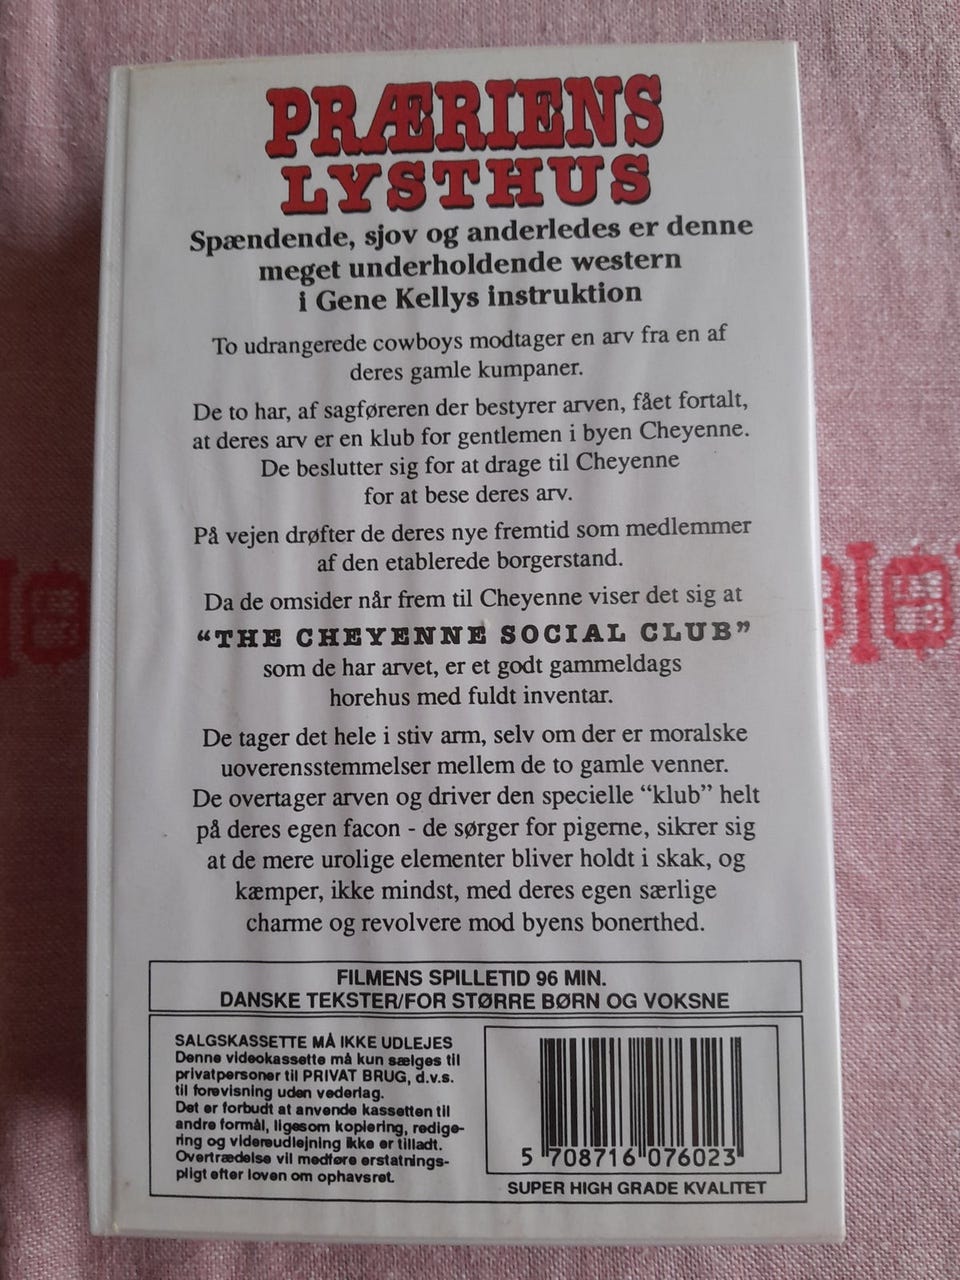 PRÆRIENS
LYSTHUS
Spændende, sjov og anderledes er denne
meget underholdende western
i Gene Kellys instruktion
To udrangerede cowboys modtager en arv fra en af
deres gamle kumpaner.
De to har, af sagføreren der bestyrer arven, fået fortalt,
at deres arv er en klub for gentlemen i byen Cheyenne.
De beslutter sig for at drage til Cheyenne
for at bese deres arv.
På vejen drøfter de deres nye fremtid som medlemmer
af den etablerede borgerstand.
Da de omsider når frem til Cheyenne viser det sig at
“THE CHEYENNE SOCIAL CLUB”
som de har arvet, er et godt gammeldags
horehus med fuldt inventar.
De tager det hele i stiv arm, selv om der er moralske
uoverensstemmelser mellem de to gamle venner.
De overtager arven og driver den specielle “klub” helt
på deres egen facon - de sørger for pigerne, sikrer sig
at de mere urolige elementer bliver holdt i skak, og
kæmper, ikke mindst, med deres egen særlige
charme og revolvere mod byens bonerthed.
FILMENS SPILLETID 96 MIN.
DANSKE TEKSTER/FOR STØRRE BØRN OG VOKSNE
SALGSKASSETTE MÅ IKKE UDLEJES
Denne videokassette må kun sælges til
privatpersoner til PRIVAT BRUG, d.v.s.
til forevisning uden vederlag.
Det er forbudt at anvende kassetten til
andre formål, ligesom kopiering, redige-
ring og videreudlejning ikke er tilladt.
Overtrædelse vil medføre erstatnings-
pligt efter loven om ophavsret.
5 708716 076023
SUPER HIGH GRADE KVALITET